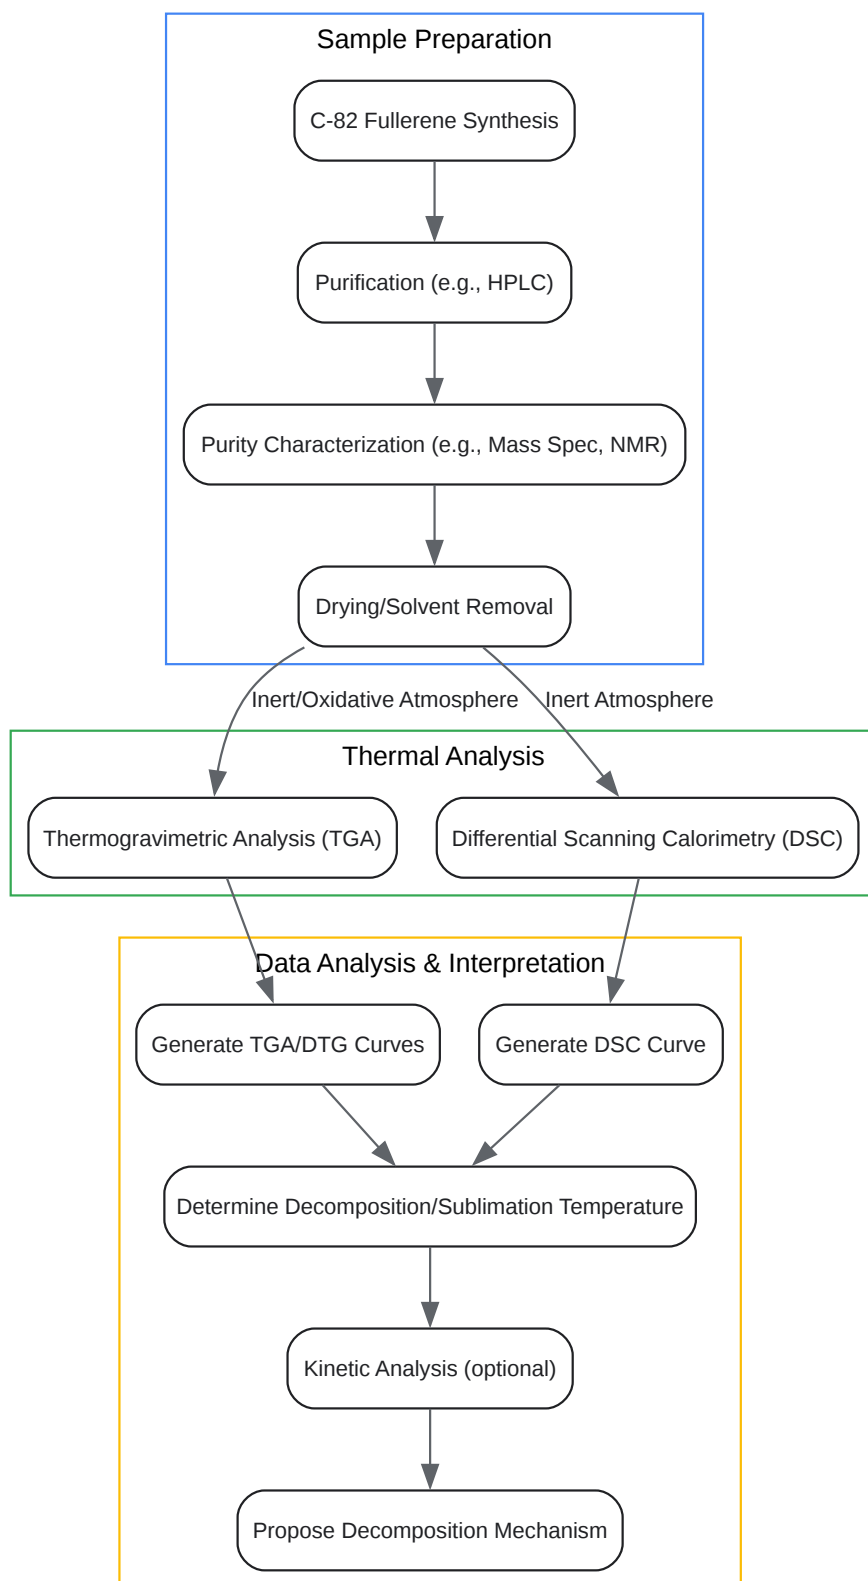 Sample Preparation
C-82 Fullerene Synthesis
Purification (e.g., HPLC)
Purity Characterization (e.g., Mass Spec, NMR)
Drying/Solvent Removal
Inert/Oxidative Atmosphere
Inert Atmosphere
Thermal Analysis
Thermogravimetric Analysis (TGA)
Differential Scanning Calorimetry (DSC)
Data Analysis & Interpretation
Generate TGA/DTG Curves
Generate DSC Curve
Determine Decomposition/Sublimation Temperature
Kinetic Analysis (optional)
Propose Decomposition Mechanism